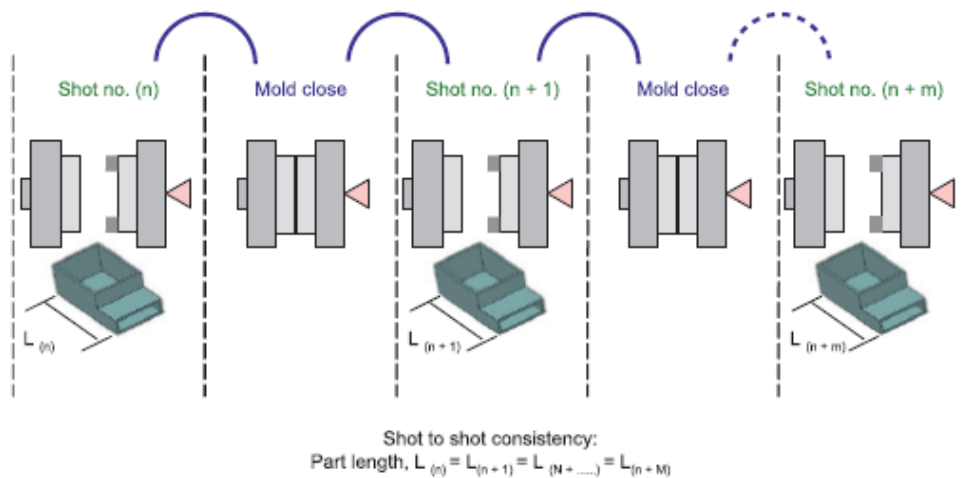 Shot no. (n)
Mold close
Shot no. (n + 1)
Mold close
Shot no. (n + m)
L (n)
L (n + 1)
L (n + m)
Shot to shot consistency:
Part length, L (n) = L (n + 1) = L (N + .....) = L (n + M)